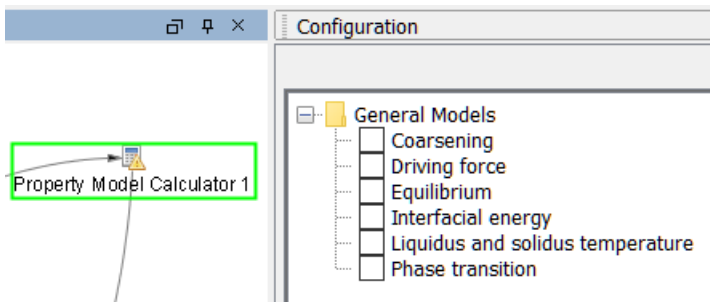 Configuration
Property Model Calculator 1
General Models
Coarsening
Driving force
Equilibrium
Interfacial energy
Liquidus and solidus temperature
Phase transition